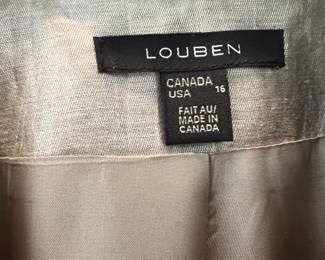 LOUBEN
CANADA
USA 16
FAIT AU/
MADE IN
CANADA